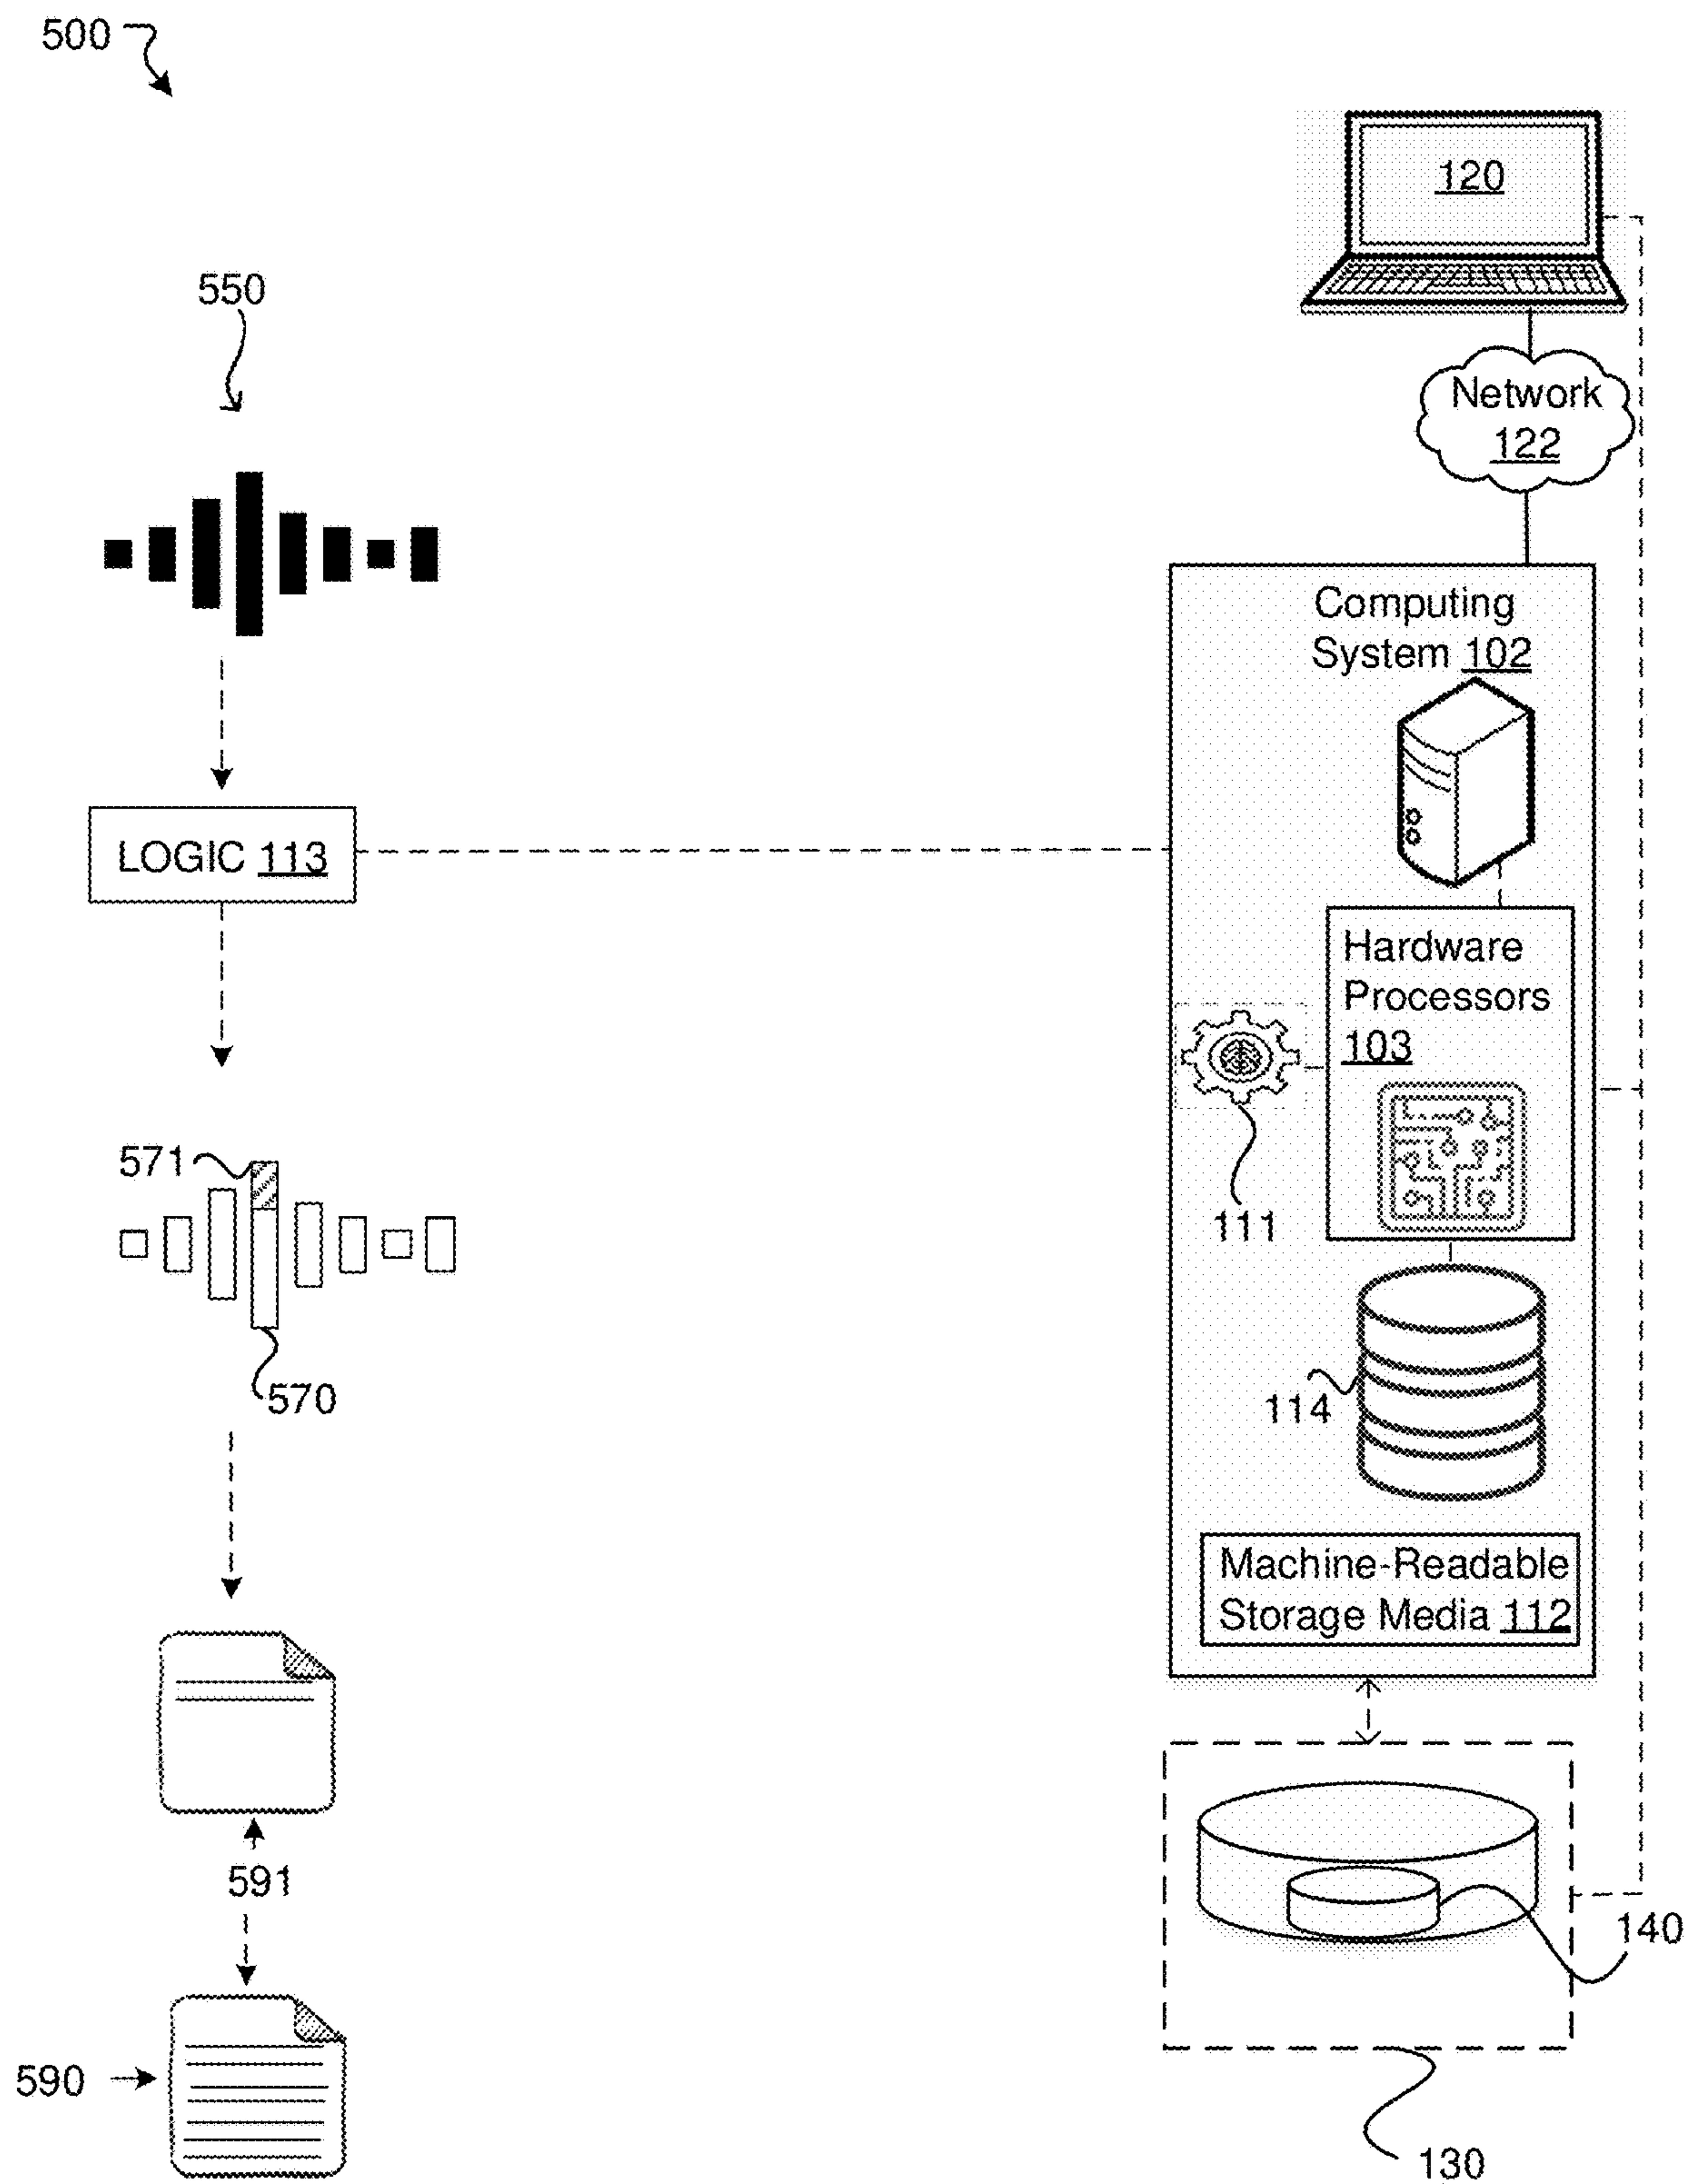 500
120
550
Network
122
Computing
System 102
LOGIC 113
Hardware
Processors
103
571
111
570
114
Machine-Readable
Storage Media 112
591
140
590
130